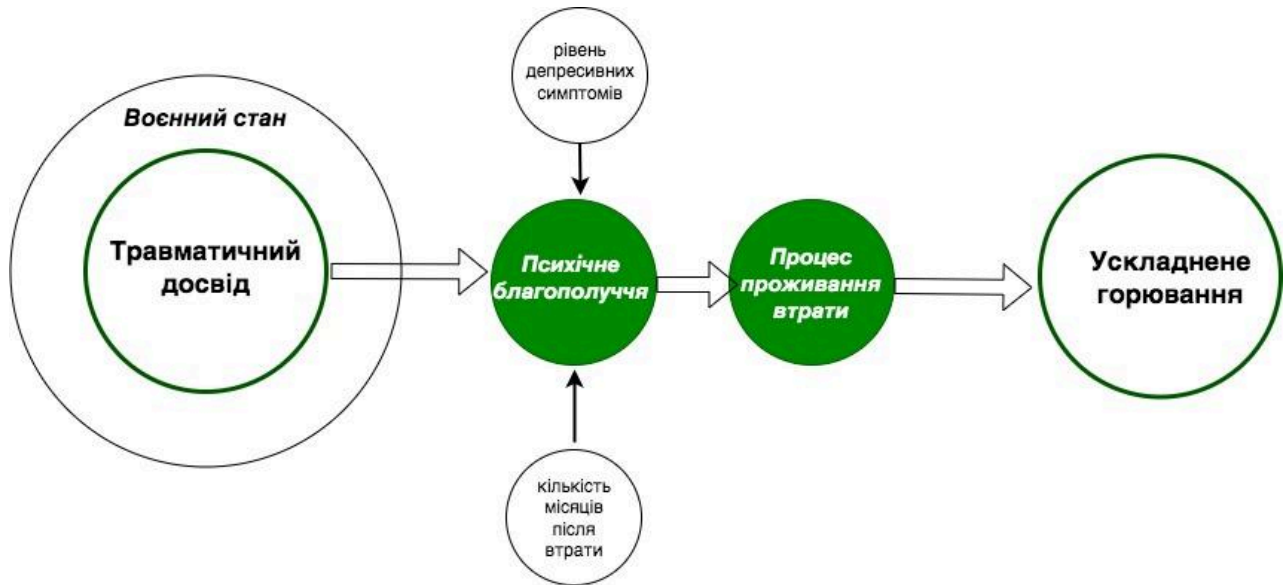 рівень
депресивних
симптомів
Воєнний стан
Травматичний
досвід
Психічне
благополуччя
Процес
проживання
втрати
Ускладнене
горювання
кількість
місяців
після
втрати